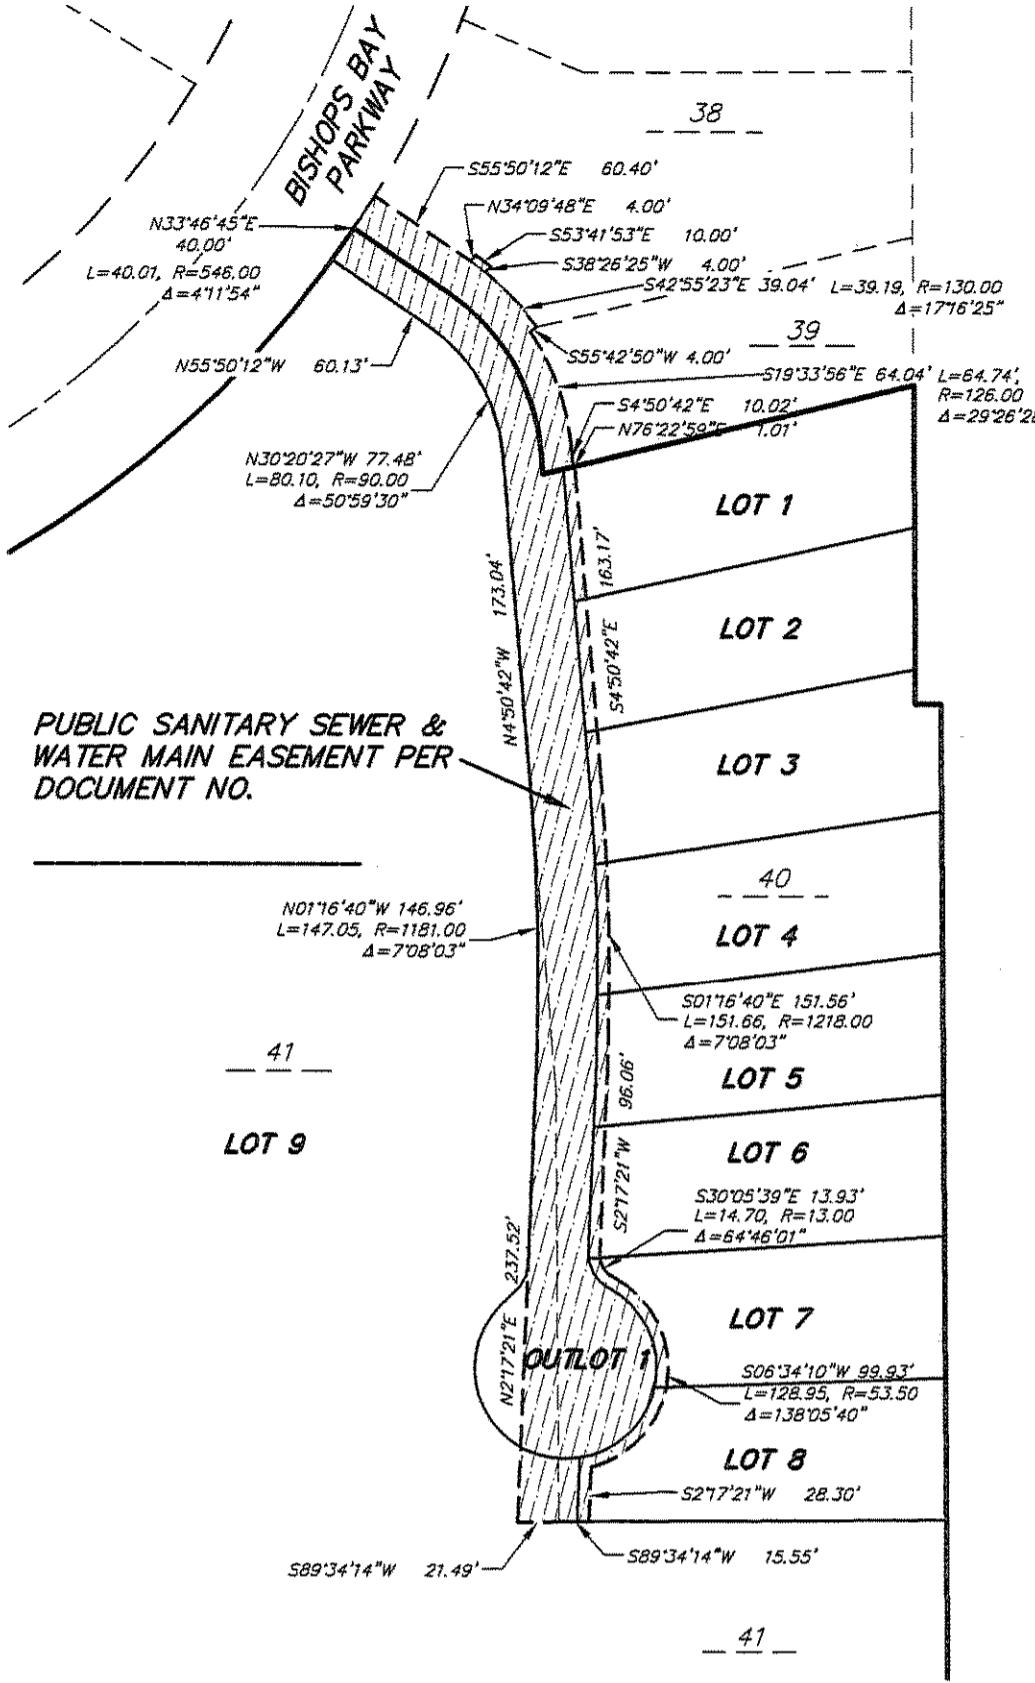 BISHOPS BAY
PARKWAY
38
S55°50'12"E 60.40'
N34°09'48"E 4.00'
S53°41'53"E 10.00'
S38°26'25"W 4.00'
S42°55'23"E 39.04' L=39.19, R=130.00
Δ=17°16'25"
N33°46'45"E
40.00'
L=40.01, R=546.00
Δ=4°11'54"
39
S55°42'50"W 4.00'
N55°50'12"W 60.13'
S19°33'56"E 64.04' L=64.74',
R=126.00
Δ=29°26'2
S4°50'42"E 10.02'
N76°22'59"E 1.01'
N30°20'27"W 77.48'
L=80.10, R=90.00
Δ=50°59'30"
LOT 1
163.17'
S4°50'42"E
173.04'
N4°50'42"W
LOT 2
PUBLIC SANITARY SEWER &
WATER MAIN EASEMENT PER
DOCUMENT NO.
LOT 3
40
N01°16'40"W 146.96'
L=147.05, R=1181.00
Δ=7°08'03"
LOT 4
S01°16'40"E 151.56'
L=151.66, R=1218.00
Δ=7°08'03"
41
LOT 5
96.06'
S2°17'21"W
LOT 9
LOT 6
S30°05'39"E 13.93'
L=14.70, R=13.00
Δ=64°46'01"
237.52'
N2°17'21"E
LOT 7
OUTLOT 1
S06°34'10"W 99.93'
L=128.95, R=53.50
Δ=138°05'40"
LOT 8
S2°17'21"W 28.30'
S89°34'14"W 21.49'
S89°34'14"W 15.55'
41